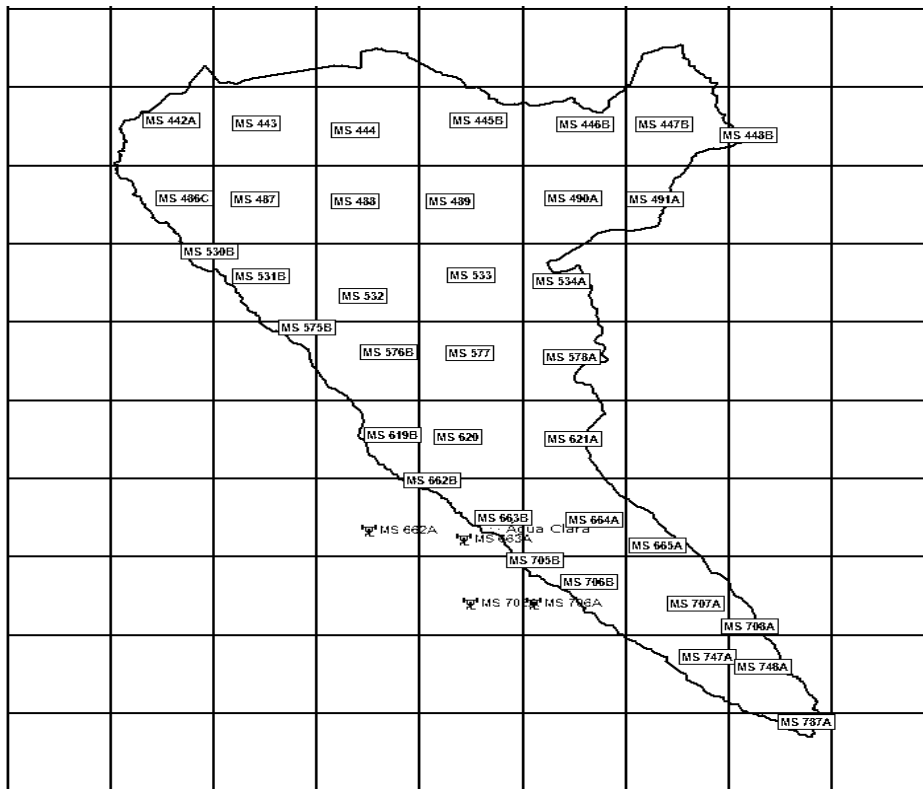 MS 442A
MS 443
MS 444
MS 445B
MS 446B
MS 447B
MS 448B
MS 486C
MS 487
MS 488
MS 489
MS 490A
MS 491A
MS 530B
MS 531B
MS 532
MS 533
MS 534A
MS 575B
MS 576B
MS 577
MS 578A
MS 619B
MS 620
MS 621A
MS 662B
MS 663B
MS 664A
MS 662A
Agua Clara
MS 663A
MS 665A
MS 705B
MS 706B
MS 706A
MS 707A
MS 708A
MS 747A
MS 748A
MS 787A